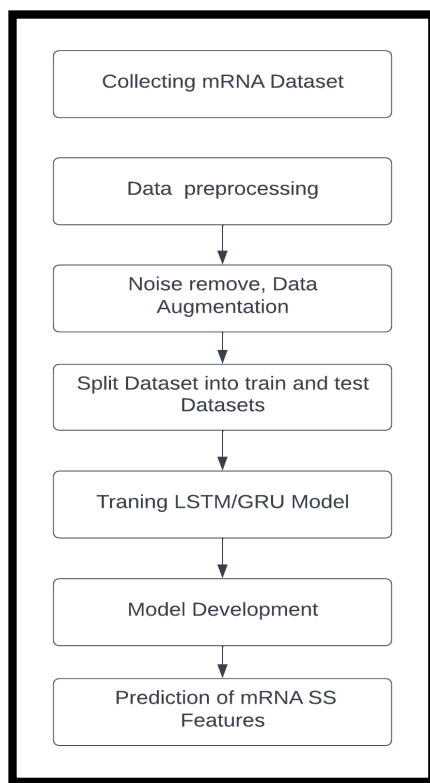 Collecting mRNA Dataset
Data preprocessing
Noise remove, Data
Augmentation
Split Dataset into train and test
Datasets
Traning LSTM/GRU Model
Model Development
Prediction of mRNA SS
Features